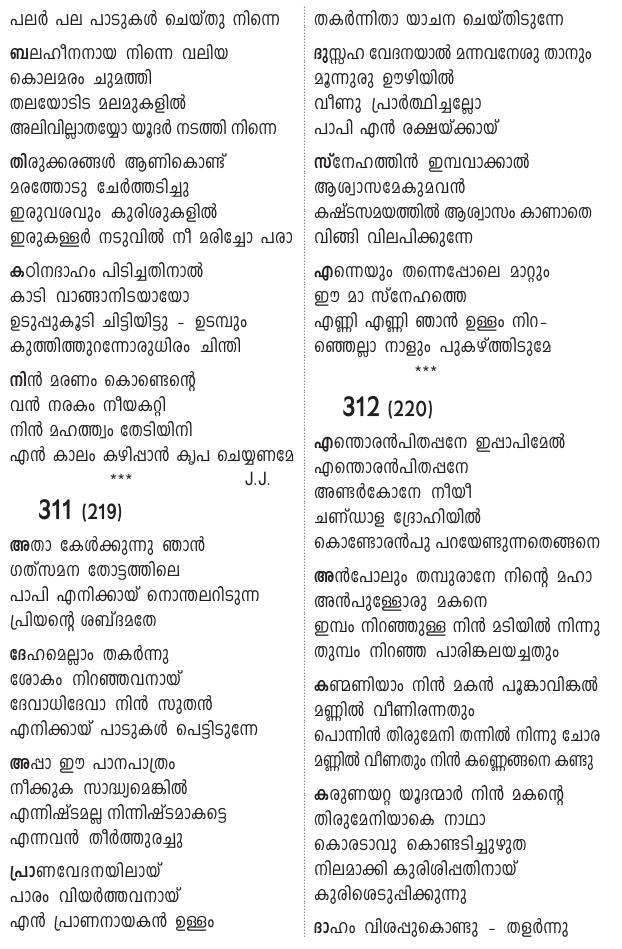 പലർ പല പാടുകൾ ചെയ്തു നിന്നെ
ബലഹീനനായ നിന്നെ വലിയ
കൊലമരം ചുമത്തി
തലയോടിട മലമുകളിൽ
അലിവില്ലാതയ്യോ യൂദർ നടത്തി നിന്നെ
തിരുക്കരങ്ങൾ ആണികൊണ്ട്
മരത്തോടു ചേർത്തടിച്ചു
ഇരുവശവും കുരിശുകളിൽ
ഇരുകള്ളർ നടുവിൽ നീ മരിച്ചോ പരാ
കഠിനദാഹം പിടിച്ചതിനാൽ
കാടി വാങ്ങാനിടയായോ
ഉടുപ്പുകൂടി ചിട്ടിയിട്ടു - ഉടമ്പും
കുത്തിത്തുറന്നോരുധിരം ചിന്തി
നിൻ മരണം കൊണ്ടെന്റെ
വൻ നരകം നീയകറ്റി
നിൻ മഹത്ത്വം തേടിയിനി
എൻ കാലം കഴിപ്പാൻ കൃപ ചെയ്യണമേ
*** J.J.
311 (219)
അതാ കേൾക്കുന്നു ഞാൻ
ഗത്സമന തോട്ടത്തിലെ
പാപി എനിക്കായ് നൊന്തലറിടുന്ന
പ്രിയന്റെ ശബ്ദമതേ
ദേഹമെല്ലാം തകർന്നു
ശോകം നിറഞ്ഞവനായ്
ദേവാധിദേവാ നിൻ സുതൻ
എനിക്കായ് പാടുകൾ പെട്ടിടുന്നേ
അപ്പാ ഈ പാനപാത്രം
നീക്കുക സാദ്ധ്യമെങ്കിൽ
എന്നിഷ്ടമല്ല നിന്നിഷ്ടമാകട്ടെ
എന്നവൻ തീർത്തുരച്ചു
പ്രാണവേദനയിലായ്
പാരം വിയർത്തവനായ്
എൻ പ്രാണനായകൻ ഉള്ളം
തകർന്നിതാ യാചന ചെയ്തിടുന്നേ
ദുസ്സഹ വേദനയാൽ മന്നവനേശു താനും
മൂന്നുരു ഊഴിയിൽ
വീണു പ്രാർത്ഥിച്ചല്ലോ
പാപി എൻ രക്ഷയ്ക്കായ്
സ്നേഹത്തിൻ ഇമ്പവാക്കാൽ
ആശ്വാസമേകുമവൻ
കഷ്ടസമയത്തിൽ ആശ്വാസം കാണാതെ
വിങ്ങി വിലപിക്കുന്നേ
എന്നെയും തന്നെപ്പോലെ മാറ്റും
ഈ മാ സ്നേഹത്തെ
എണ്ണി എണ്ണി ഞാൻ ഉള്ളം നിറ-
ഞ്ഞെല്ലാ നാളും പുകഴ്ത്തിടുമേ
***
312 (220)
എന്തൊരൻപിതപ്പനേ ഇപ്പാപിമേൽ
എന്തൊരൻപിതപ്പനേ
അണ്ടർകോനേ നീയീ
ചണ്ഡാള ദ്രോഹിയിൽ
കൊണ്ടോരൻപു പറയേണ്ടുന്നതെങ്ങനെ
അൻപോലും തമ്പുരാനേ നിന്റെ മഹാ
അൻപുള്ളോരു മകനെ
ഇമ്പം നിറഞ്ഞുള്ള നിൻ മടിയിൽ നിന്നു
തുമ്പം നിറഞ്ഞ പാരിങ്കലയച്ചതും
കണ്മണിയാം നിൻ മകൻ പൂങ്കാവിങ്കൽ
മണ്ണിൽ വീണിരന്നതും
പൊന്നിൻ തിരുമേനി തന്നിൽ നിന്നു ചോര
മണ്ണിൽ വീണതും നിൻ കണ്ണെങ്ങനെ കണ്ടു
കരുണയറ്റ യൂദന്മാർ നിൻ മകന്റെ
തിരുമേനിയാകെ നാഥാ
കൊരടാവു കൊണ്ടടിച്ചുഴുത
നിലമാക്കി കുരിശിപ്പതിനായ്
കുരിശെടുപ്പിക്കുന്നു
ദാഹം വിശപ്പുകൊണ്ടു - തളർന്നു